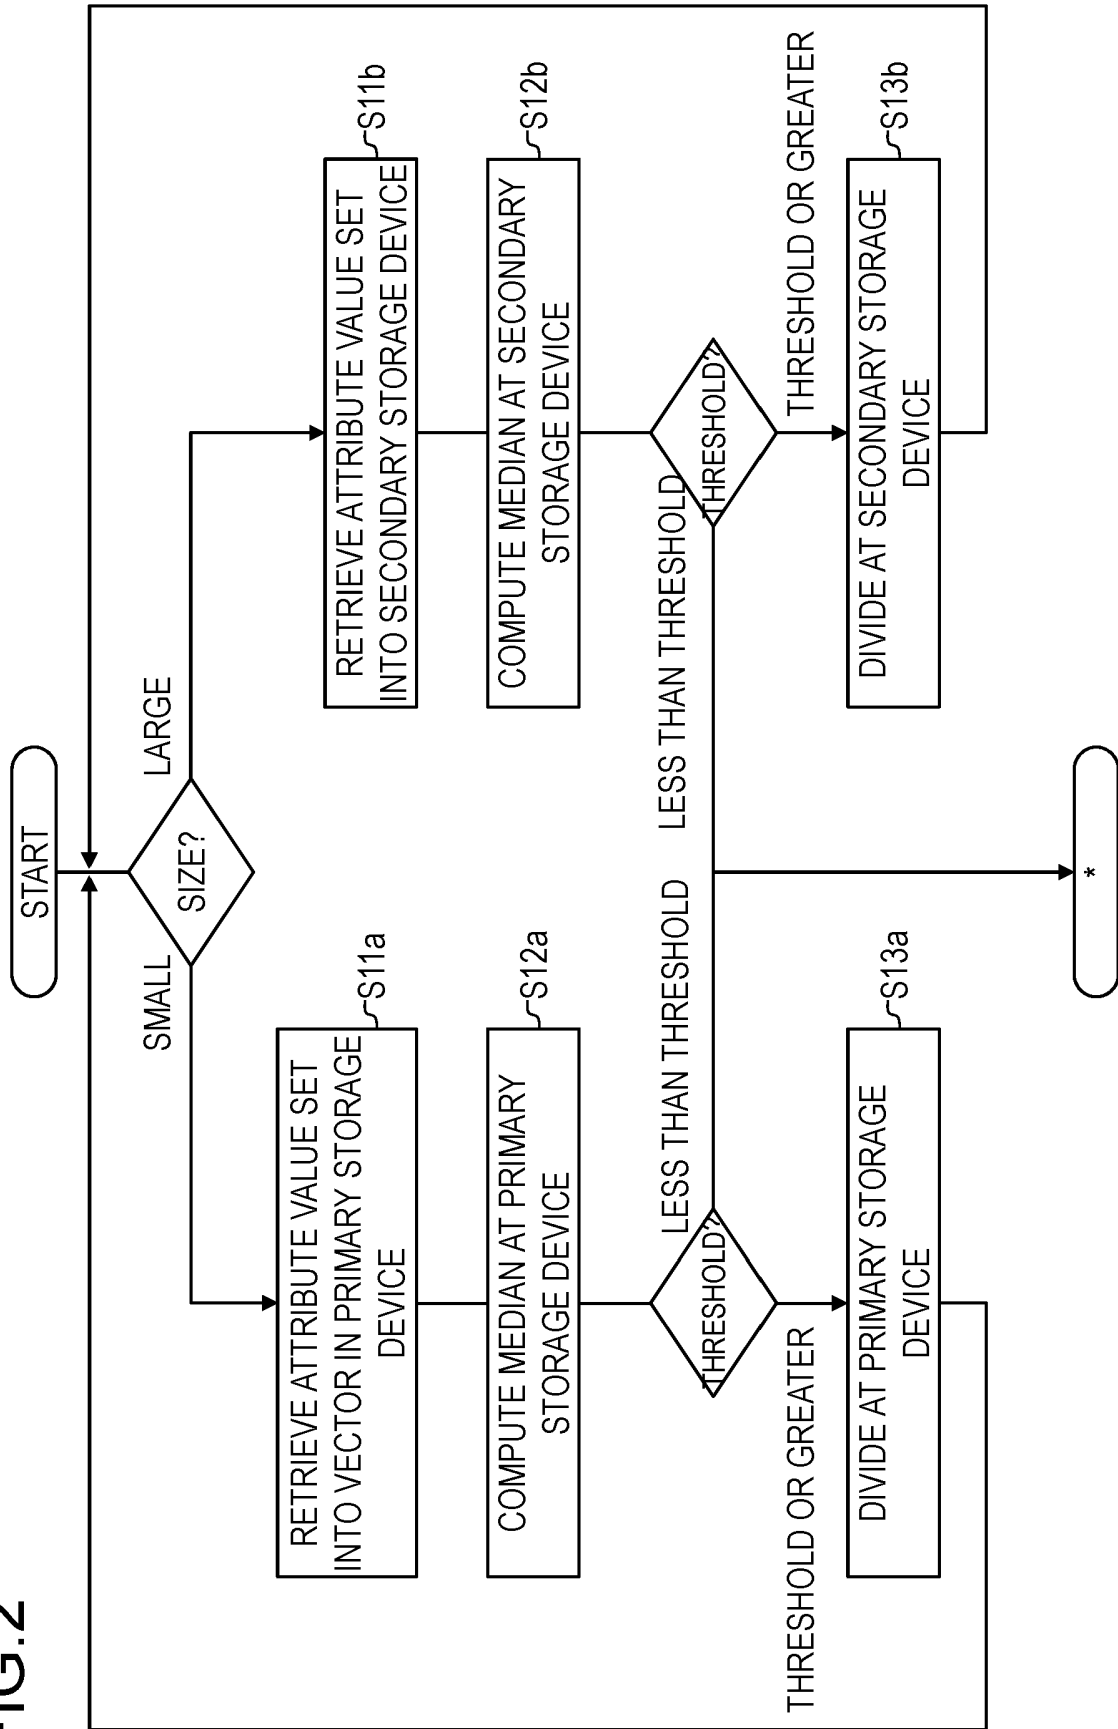 FIG.2
START
SIZE?
SMALL
LARGE
RETRIEVE ATTRIBUTE VALUE SET
INTO VECTOR IN PRIMARY STORAGE
DEVICE
S11a
RETRIEVE ATTRIBUTE VALUE SET
INTO SECONDARY STORAGE DEVICE
S11b
COMPUTE MEDIAN AT PRIMARY
STORAGE DEVICE
S12a
COMPUTE MEDIAN AT SECONDARY
STORAGE DEVICE
S12b
THRESHOLD?
LESS THAN THRESHOLD
LESS THAN THRESHOLD
THRESHOLD?
THRESHOLD OR GREATER
THRESHOLD OR GREATER
DIVIDE AT PRIMARY STORAGE
DEVICE
S13a
DIVIDE AT SECONDARY STORAGE
DEVICE
S13b
*